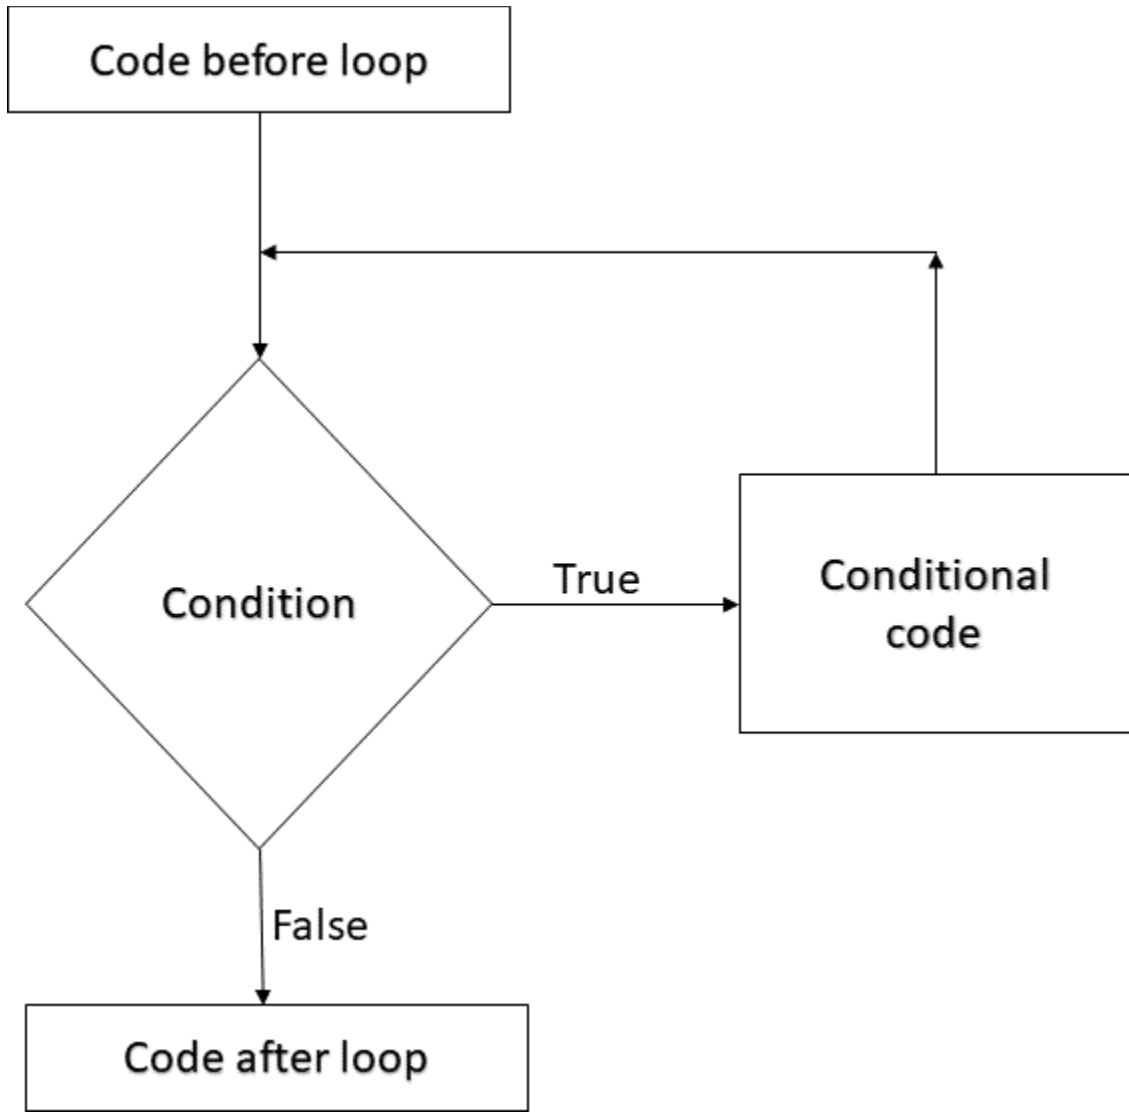 Code before loop
True
Condition
Conditional
code
False
Code after loop